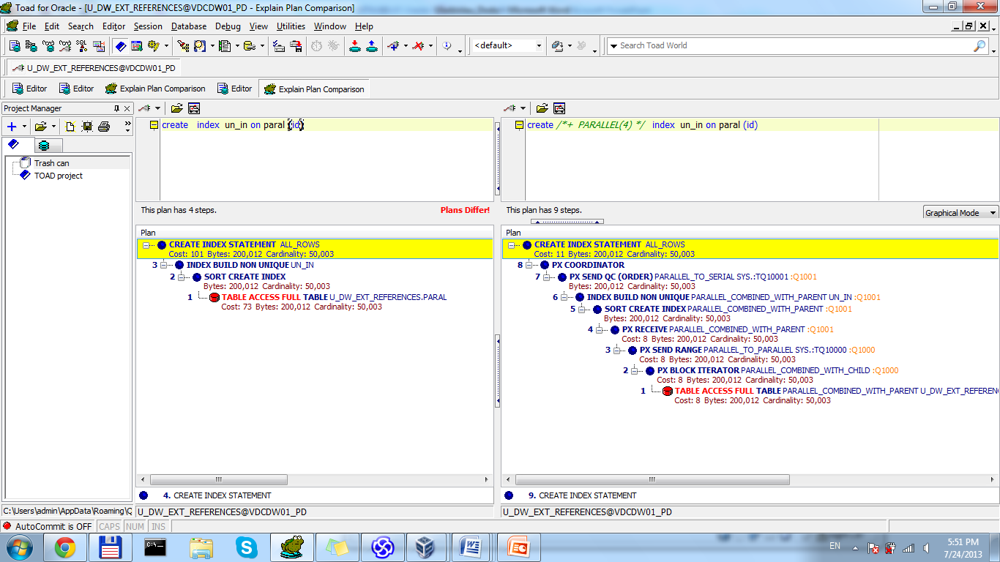 Toad for Oracle - [U_DW_EXT_REFERENCES@VDCDW01_PD - Explain Plan Comparison]
File Edit Search Editor Session Database Debug View Utilities Window Help
<default> Search Toad World
U_DW_EXT_REFERENCES@VDCDW01_PD
Editor Editor Explain Plan Comparison Editor Explain Plan Comparison
Project Manager
Trash can
TOAD project
C:\Users\admin\AppData\Roaming\Q
create index un_in on paral (id)
This plan has 4 steps. Plans Differ!
Plan
CREATE INDEX STATEMENT ALL_ROWS
Cost: 101 Bytes: 200,012 Cardinality: 50,003
3 INDEX BUILD NON UNIQUE UN_IN
2 SORT CREATE INDEX
Bytes: 200,012 Cardinality: 50,003
1 TABLE ACCESS FULL TABLE U_DW_EXT_REFERENCES.PARAL
Cost: 73 Bytes: 200,012 Cardinality: 50,003
4. CREATE INDEX STATEMENT
U_DW_EXT_REFERENCES@VDCDW01_PD
create /*+ PARALLEL(4) */ index un_in on paral (id)
This plan has 9 steps. Graphical Mode
Plan
CREATE INDEX STATEMENT ALL_ROWS
Cost: 11 Bytes: 200,012 Cardinality: 50,003
8 PX COORDINATOR
7 PX SEND QC (ORDER) PARALLEL_TO_SERIAL SYS.:TQ10001 :Q1001
Bytes: 200,012 Cardinality: 50,003
6 INDEX BUILD NON UNIQUE PARALLEL_COMBINED_WITH_PARENT UN_IN :Q1001
5 SORT CREATE INDEX PARALLEL_COMBINED_WITH_PARENT :Q1001
Bytes: 200,012 Cardinality: 50,003
4 PX RECEIVE PARALLEL_COMBINED_WITH_PARENT :Q1001
Cost: 8 Bytes: 200,012 Cardinality: 50,003
3 PX SEND RANGE PARALLEL_TO_PARALLEL SYS.:TQ10000 :Q1000
Cost: 8 Bytes: 200,012 Cardinality: 50,003
2 PX BLOCK ITERATOR PARALLEL_COMBINED_WITH_CHILD :Q1000
Cost: 8 Bytes: 200,012 Cardinality: 50,003
1 TABLE ACCESS FULL TABLE PARALLEL_COMBINED_WITH_PARENT U_DW_EXT_REFEREN
Cost: 8 Bytes: 200,012 Cardinality: 50,003
9. CREATE INDEX STATEMENT
U_DW_EXT_REFERENCES@VDCDW01_PD
AutoCommit is OFF CAPS NUM INS
EN 5:51 PM
7/24/2013